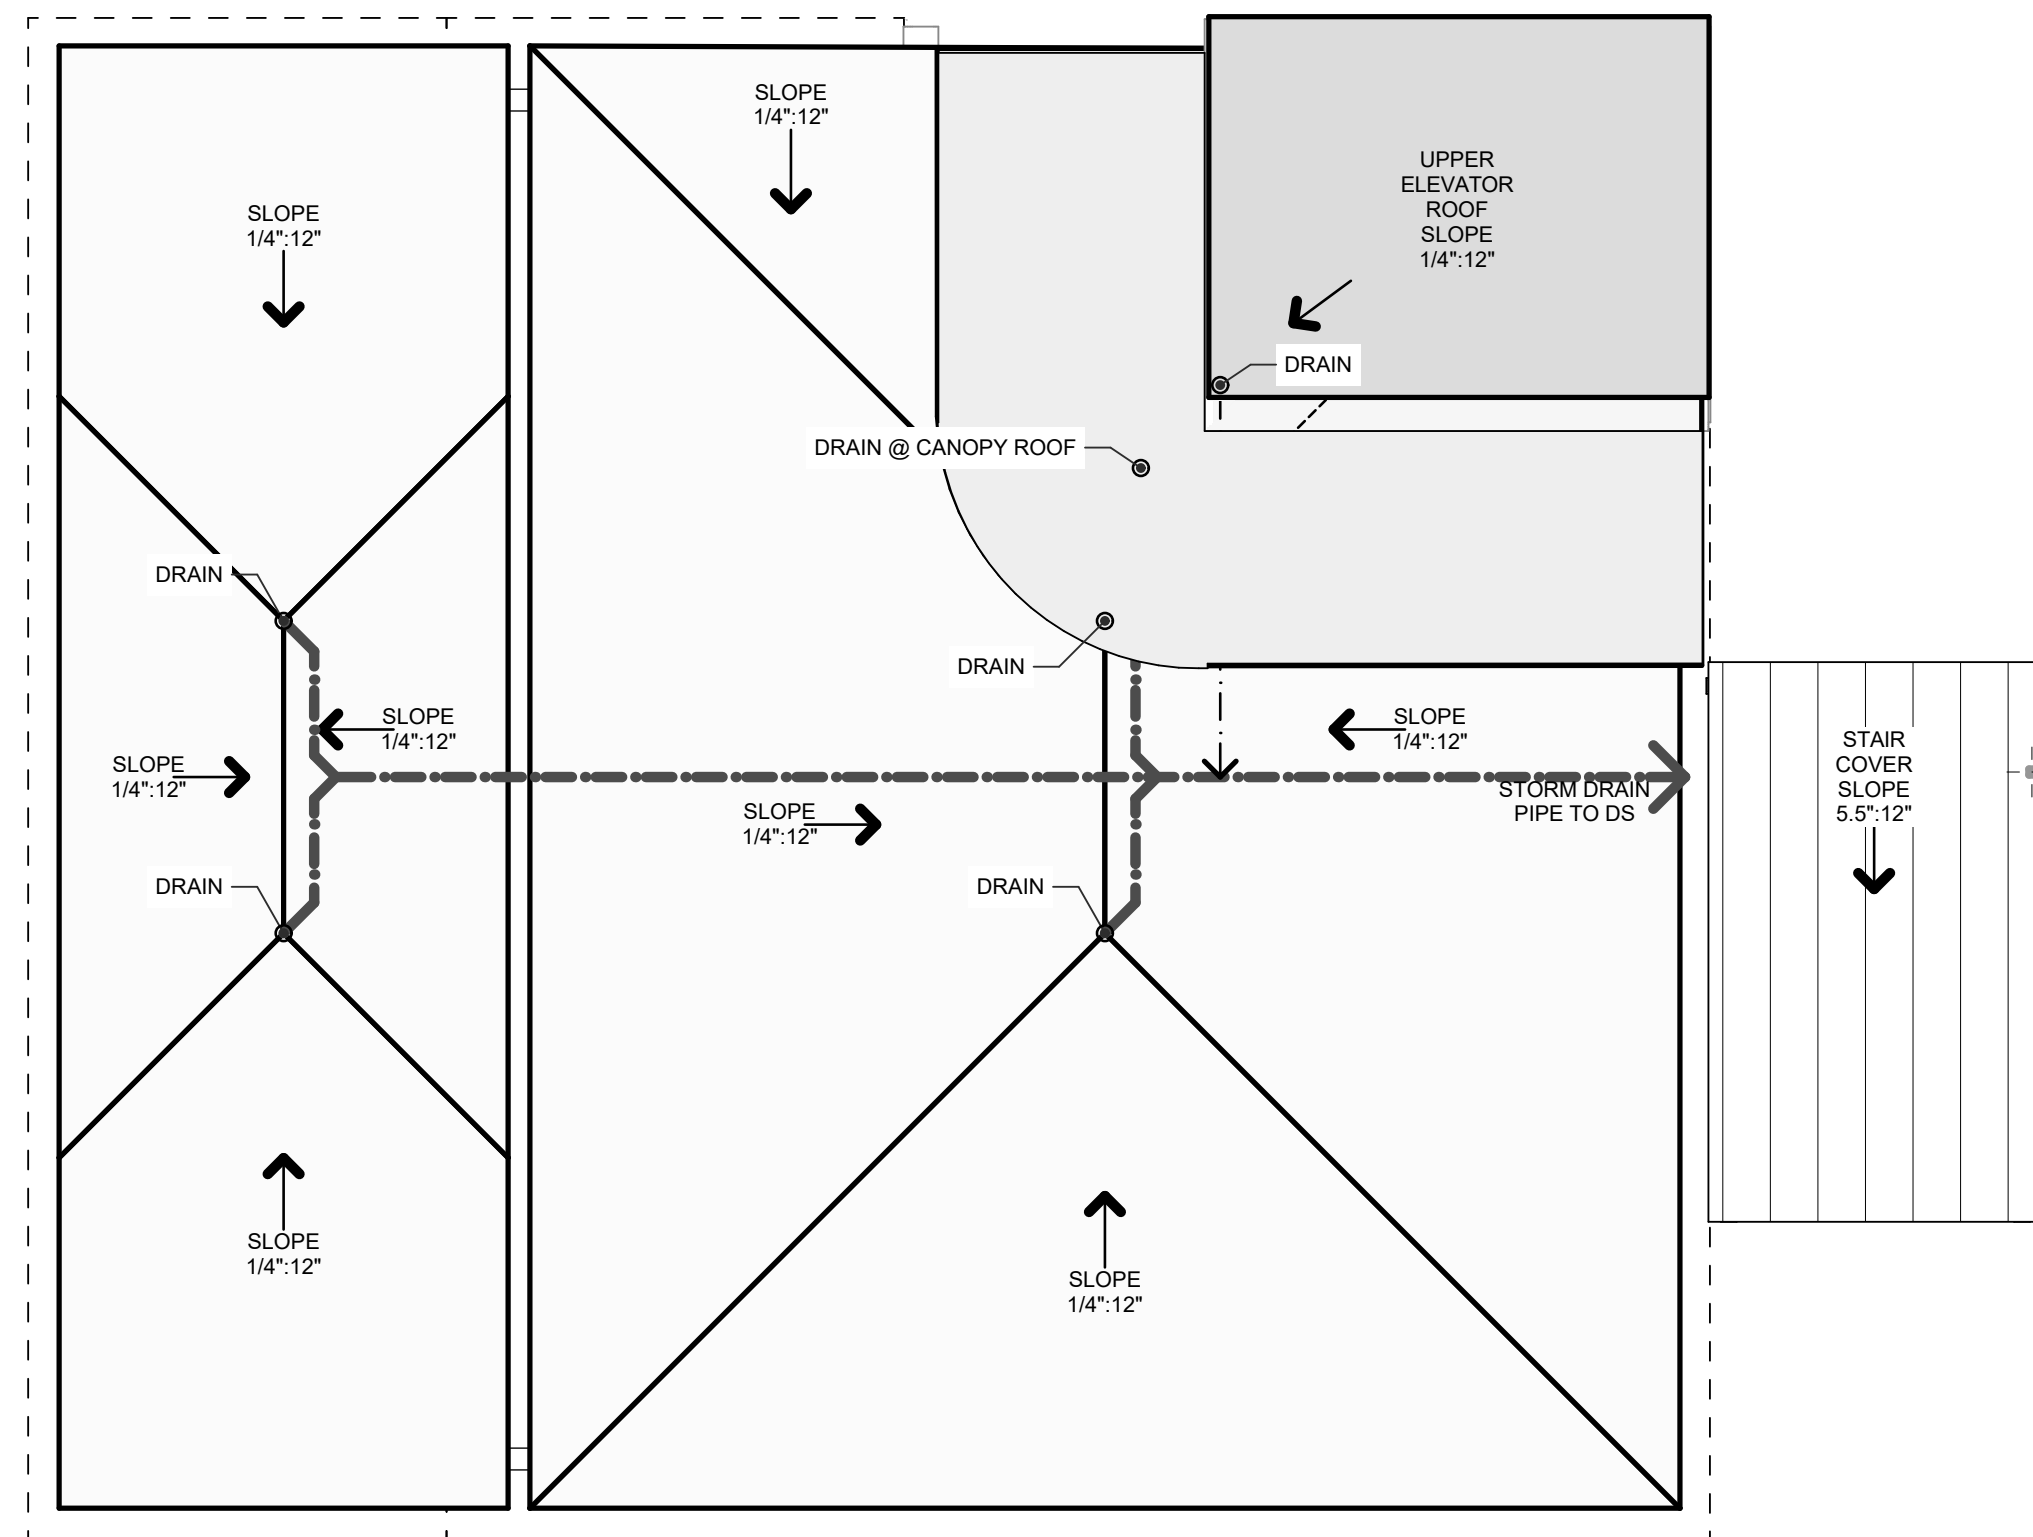 SLOPE
1/4":12"
UPPER
ELEVATOR
ROOF
SLOPE
1/4":12"
SLOPE
1/4":12"
DRAIN
DRAIN @ CANOPY ROOF
DRAIN
DRAIN
SLOPE
1/4":12"
SLOPE
1/4":12"
SLOPE
1/4":12"
STAIR
COVER
SLOPE
5.5":12"
STORM DRAIN
PIPE TO DS
SLOPE
1/4":12"
DRAIN
DRAIN
SLOPE
1/4":12"
SLOPE
1/4":12"